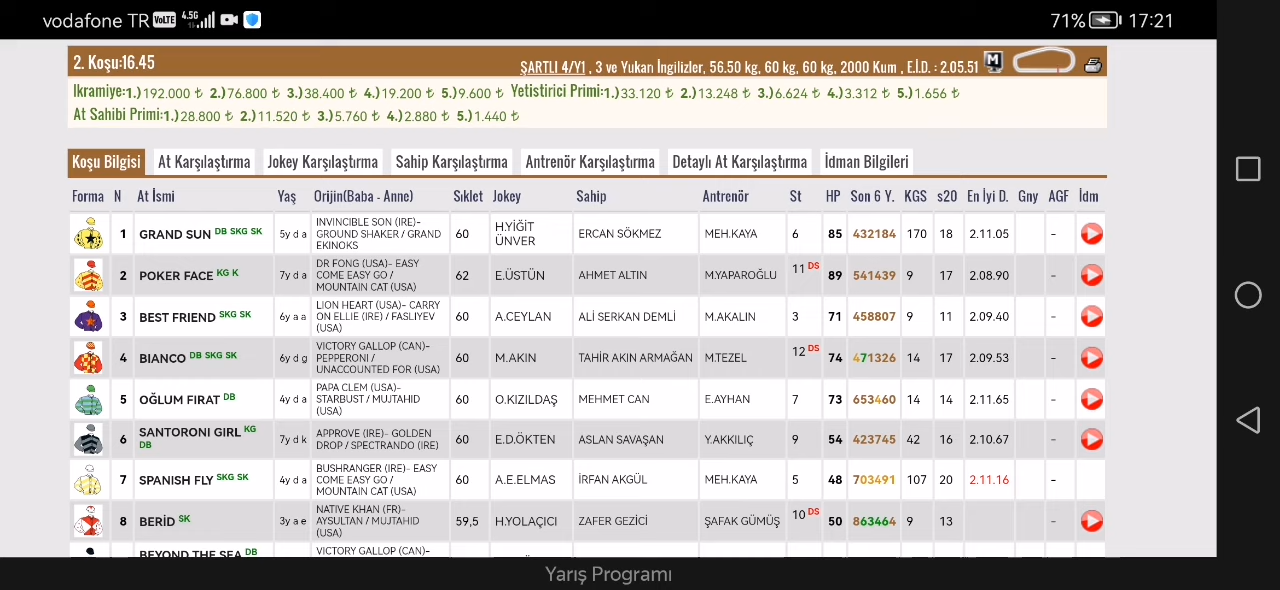 vodafone TR VoLTE 4.5G 71% 17:21
2. Koşu:16.45
ŞARTLI 4/Y1 , 3 ve Yukarı İngilizler, 56.50 kg, 60 kg, 60 kg, 2000 Kum , E.İ.D. : 2.05.51 M
İkramiye:1.)192.000 ₺ 2.)76.800 ₺ 3.)38.400 ₺ 4.)19.200 ₺ 5.)9.600 ₺ Yetistirici Primi:1.)33.120 ₺ 2.)13.248 ₺ 3.)6.624 ₺ 4.)3.312 ₺ 5.)1.656 ₺
At Sahibi Primi:1.)28.800 ₺ 2.)11.520 ₺ 3.)5.760 ₺ 4.)2.880 ₺ 5.)1.440 ₺
Koşu Bilgisi At Karşılaştırma Jokey Karşılaştırma Sahip Karşılaştırma Antrenör Karşılaştırma Detaylı At Karşılaştırma İdman Bilgileri
Forma N At İsmi Yaş Orijin(Baba - Anne) Sıklet Jokey Sahip Antrenör St HP Son 6 Y. KGS s20 En İyi D. Gny AGF İdm
1 GRAND SUN DB SKG SK 5y d a INVINCIBLE SON (IRE)- GROUND SHAKER / GRAND EKINOKS 60 H.YİĞİT ÜNVER ERCAN SÖKMEZ MEH.KAYA 6 85 432184 170 18 2.11.05 -
2 POKER FACE KG K 7y d a DR FONG (USA)- EASY COME EASY GO / MOUNTAIN CAT (USA) 62 E.ÜSTÜN AHMET ALTIN M.YAPAROĞLU 11 DS 89 541439 9 17 2.08.90 -
3 BEST FRIEND SKG SK 6y a a LION HEART (USA)- CARRY ON ELLIE (IRE) / FASLIYEV (USA) 60 A.CEYLAN ALİ SERKAN DEMLİ M.AKALIN 3 71 458807 9 11 2.09.40 -
4 BIANCO DB SKG SK 6y d g VICTORY GALLOP (CAN)- PEPPERONI / UNACCOUNTED FOR (USA) 60 M.AKIN TAHİR AKIN ARMAĞAN M.TEZEL 12 DS 74 471326 14 17 2.09.53 -
5 OĞLUM FIRAT DB 4y d a PAPA CLEM (USA)- STARBUST / MUJTAHID (USA) 60 O.KIZILDAŞ MEHMET CAN E.AYHAN 7 73 653460 14 14 2.11.65 -
6 SANTORONI GIRL KG DB 7y d k APPROVE (IRE)- GOLDEN DROP / SPECTRANDO (IRE) 60 E.D.ÖKTEN ASLAN SAVAŞAN Y.AKKILIÇ 9 54 423745 42 16 2.10.67 -
7 SPANISH FLY SKG SK 4y d a BUSHRANGER (IRE)- EASY COME EASY GO / MOUNTAIN CAT (USA) 60 A.E.ELMAS İRFAN AKGÜL MEH.KAYA 5 48 703491 107 20 2.11.16 -
8 BERİD SK 3y a e NATIVE KHAN (FR)- AYSULTAN / MUJTAHID (USA) 59,5 H.YOLAÇICI ZAFER GEZİCİ ŞAFAK GÜMÜŞ 10 DS 50 863464 9 13 -
BEYOND THE SEA DB VICTORY GALLOP (CAN)-
Yarış Programı